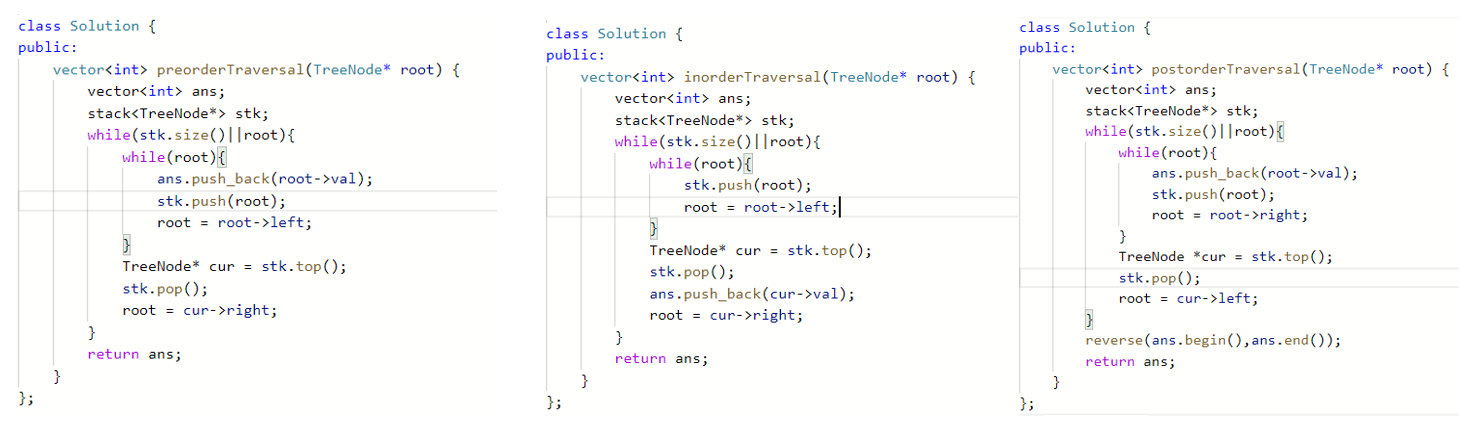 class Solution {
public:
    vector<int> preorderTraversal(TreeNode* root) {
        vector<int> ans;
        stack<TreeNode*> stk;
        while(stk.size()||root){
            while(root){
                ans.push_back(root->val);
                stk.push(root);
                root = root->left;
            }
            TreeNode* cur = stk.top();
            stk.pop();
            root = cur->right;
        }
        return ans;
    }
};
class Solution {
public:
    vector<int> inorderTraversal(TreeNode* root) {
        vector<int> ans;
        stack<TreeNode*> stk;
        while(stk.size()||root){
            while(root){
                stk.push(root);
                root = root->left;
            }
            TreeNode* cur = stk.top();
            stk.pop();
            ans.push_back(cur->val);
            root = cur->right;
        }
        return ans;
    }
};
class Solution {
public:
    vector<int> postorderTraversal(TreeNode* root) {
        vector<int> ans;
        stack<TreeNode*> stk;
        while(stk.size()||root){
            while(root){
                ans.push_back(root->val);
                stk.push(root);
                root = root->right;
            }
            TreeNode *cur = stk.top();
            stk.pop();
            root = cur->left;
        }
        reverse(ans.begin(),ans.end());
        return ans;
    }
};